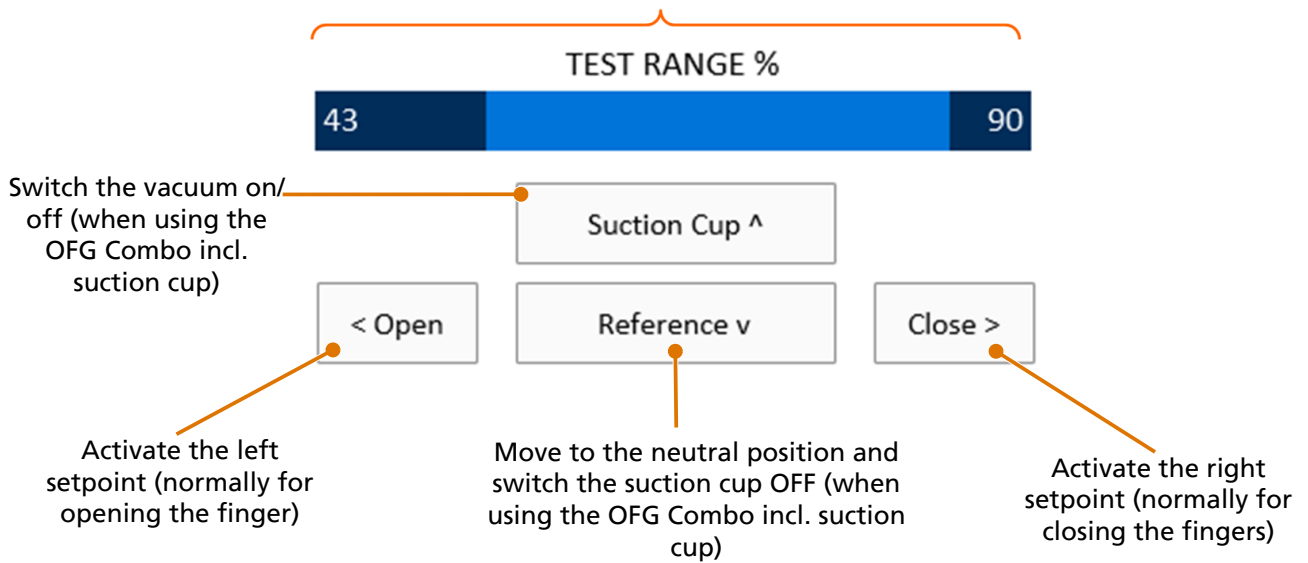 TEST RANGE %
43
90
Switch the vacuum on/
off (when using the
OFG Combo incl.
suction cup)
Suction Cup ^
< Open
Reference v
Close >
Activate the left
setpoint (normally for
opening the finger)
Move to the neutral position and
switch the suction cup OFF (when
using the OFG Combo incl. suction
cup)
Activate the right
setpoint (normally for
closing the fingers)